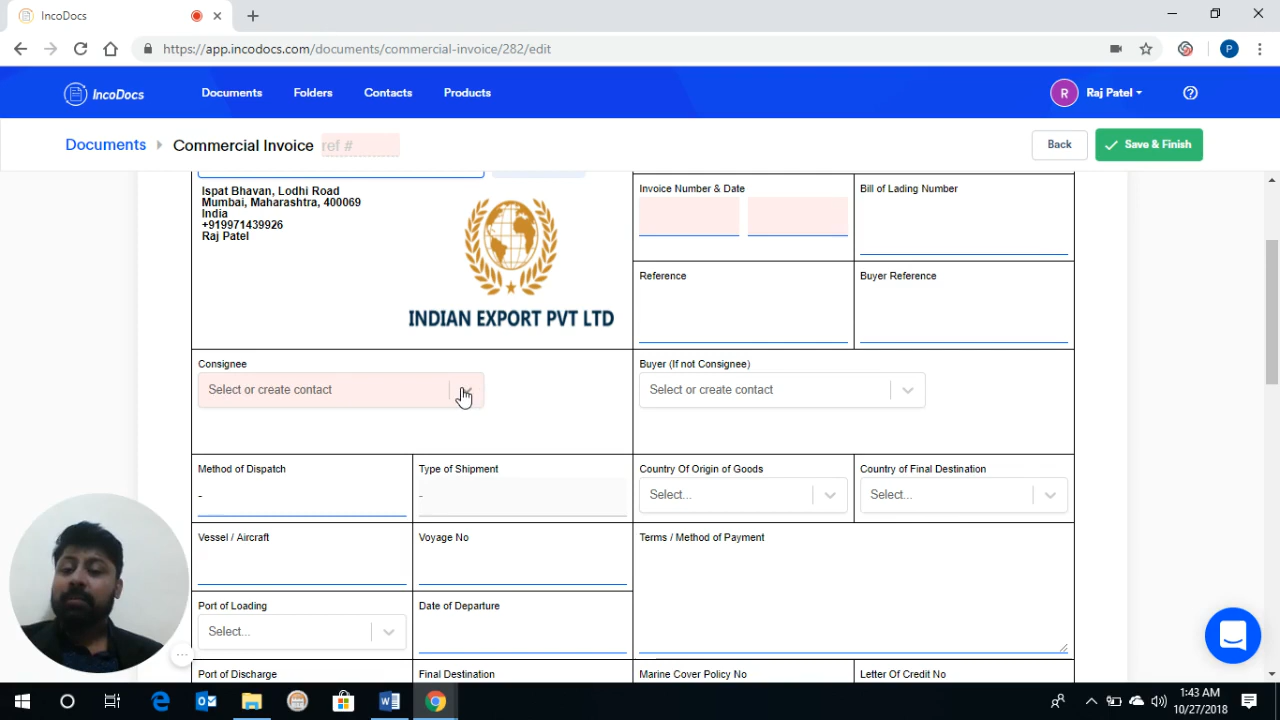 IncoDocs
https://app.incodocs.com/documents/commercial-invoice/282/edit
P
IncoDocs
Documents
Folders
Contacts
Products
R
Raj Patel
Documents
Commercial Invoice
ref #
Back
Save & Finish
Ispat Bhavan, Lodhi Road
Mumbai, Maharashtra, 400069
India
+919971439926
Raj Patel
INDIAN EXPORT PVT LTD
Invoice Number & Date
Bill of Lading Number
Reference
Buyer Reference
Consignee
Select or create contact
Buyer (If not Consignee)
Select or create contact
Method of Dispatch
-
Type of Shipment
-
Country Of Origin of Goods
Select...
Country of Final Destination
Select...
Vessel / Aircraft
Voyage No
Terms / Method of Payment
Port of Loading
Select...
Date of Departure
Port of Discharge
Final Destination
Marine Cover Policy No
Letter Of Credit No
1:43 AM
10/27/2018